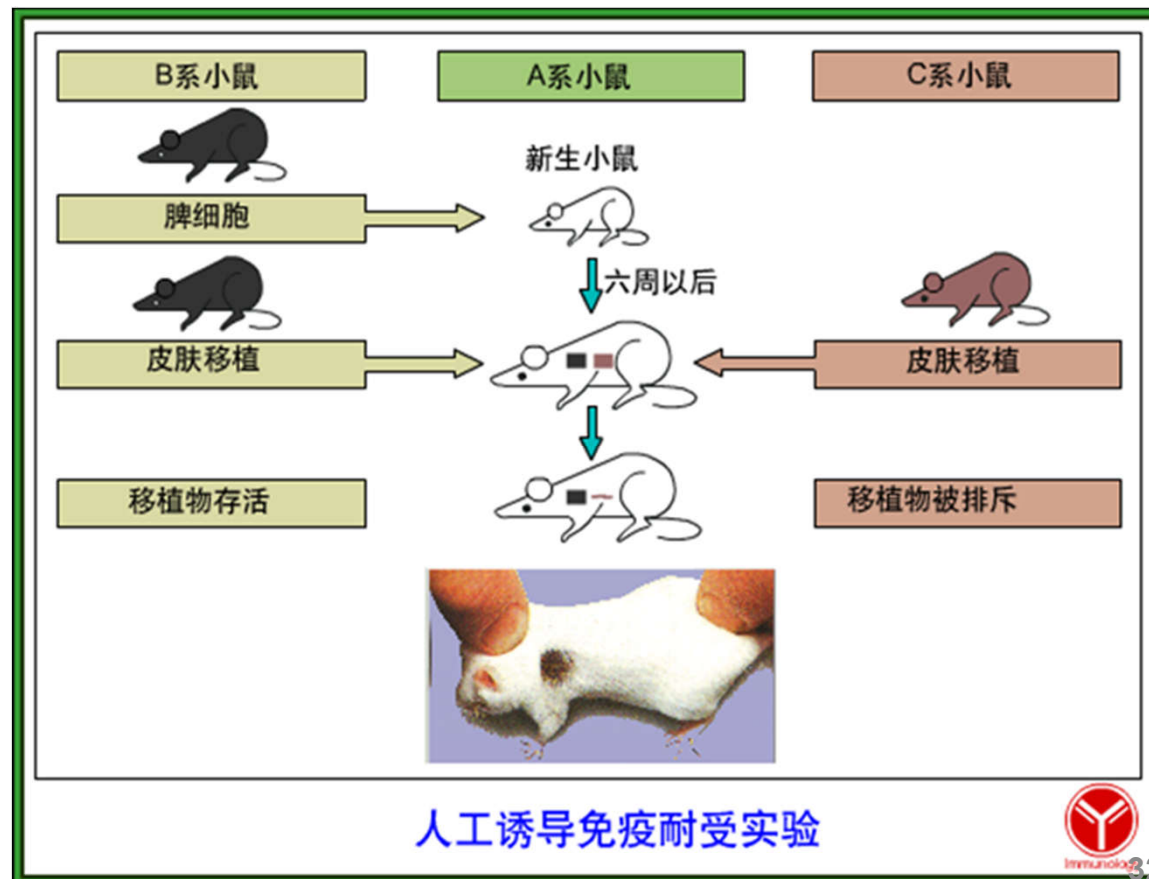 B系小鼠
A系小鼠
C系小鼠
新生小鼠
脾细胞
六周以后
皮肤移植
皮肤移植
移植物存活
移植物被排斥
人工诱导免疫耐受实验
Immunology